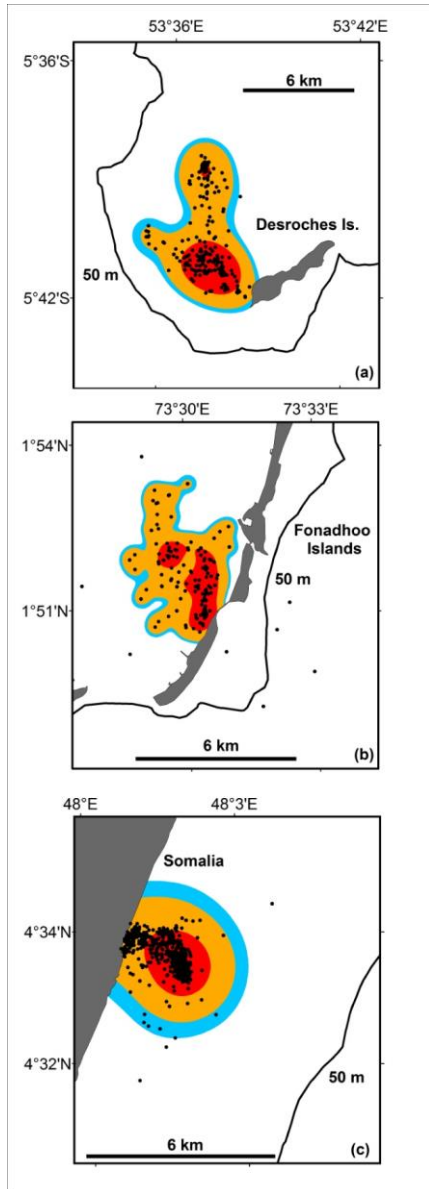 53°36'E 53°42'E
5°36'S
6 km
Desroches Is.
50 m
5°42'S
(a)
73°30'E 73°33'E
1°54'N
Fonadhoo
Islands
50 m
1°51'N
6 km
(b)
48°E 48°3'E
Somalia
4°34'N
4°32'N
50 m
6 km
(c)